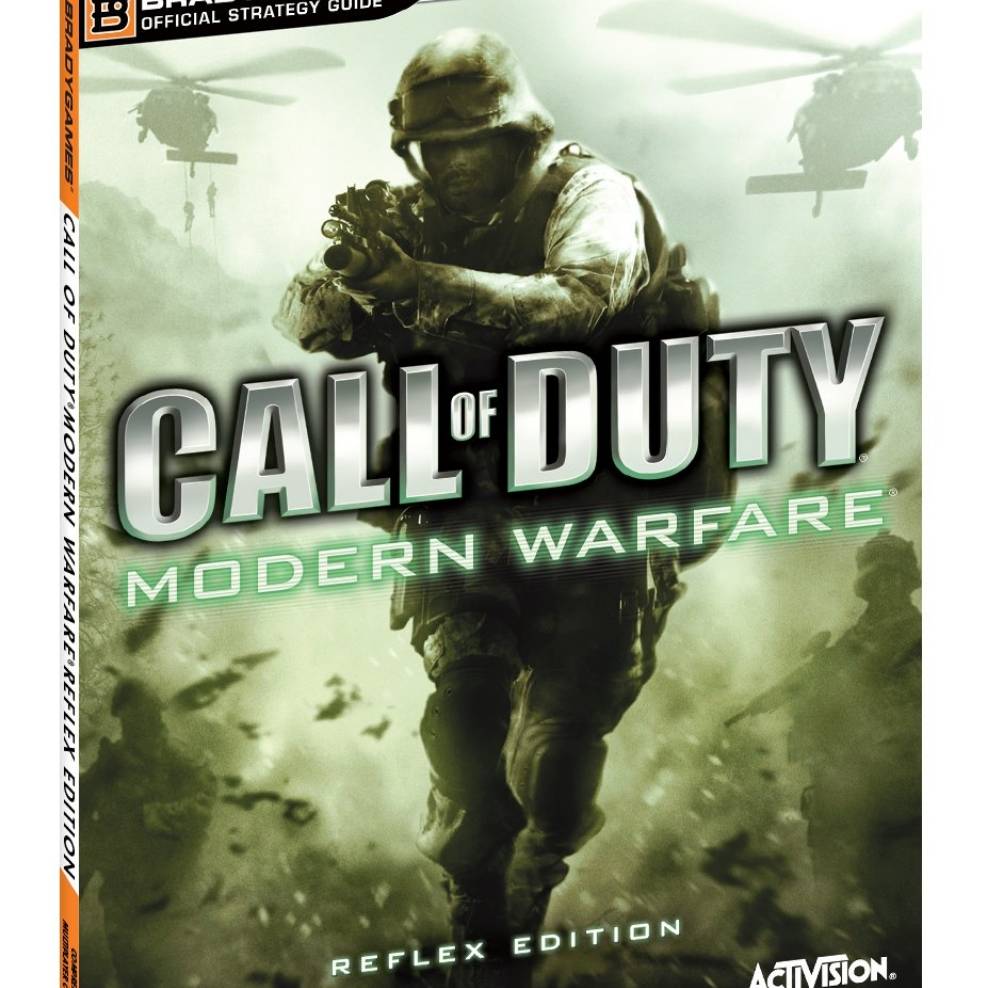 OFFICIAL STRATEGY GUIDE
BRADYGAMES®
CALL OF DUTY® MODERN WARFARE® REFLEX EDITION
CALL OF DUTY®
MODERN WARFARE®
REFLEX EDITION
ACTIVISION®